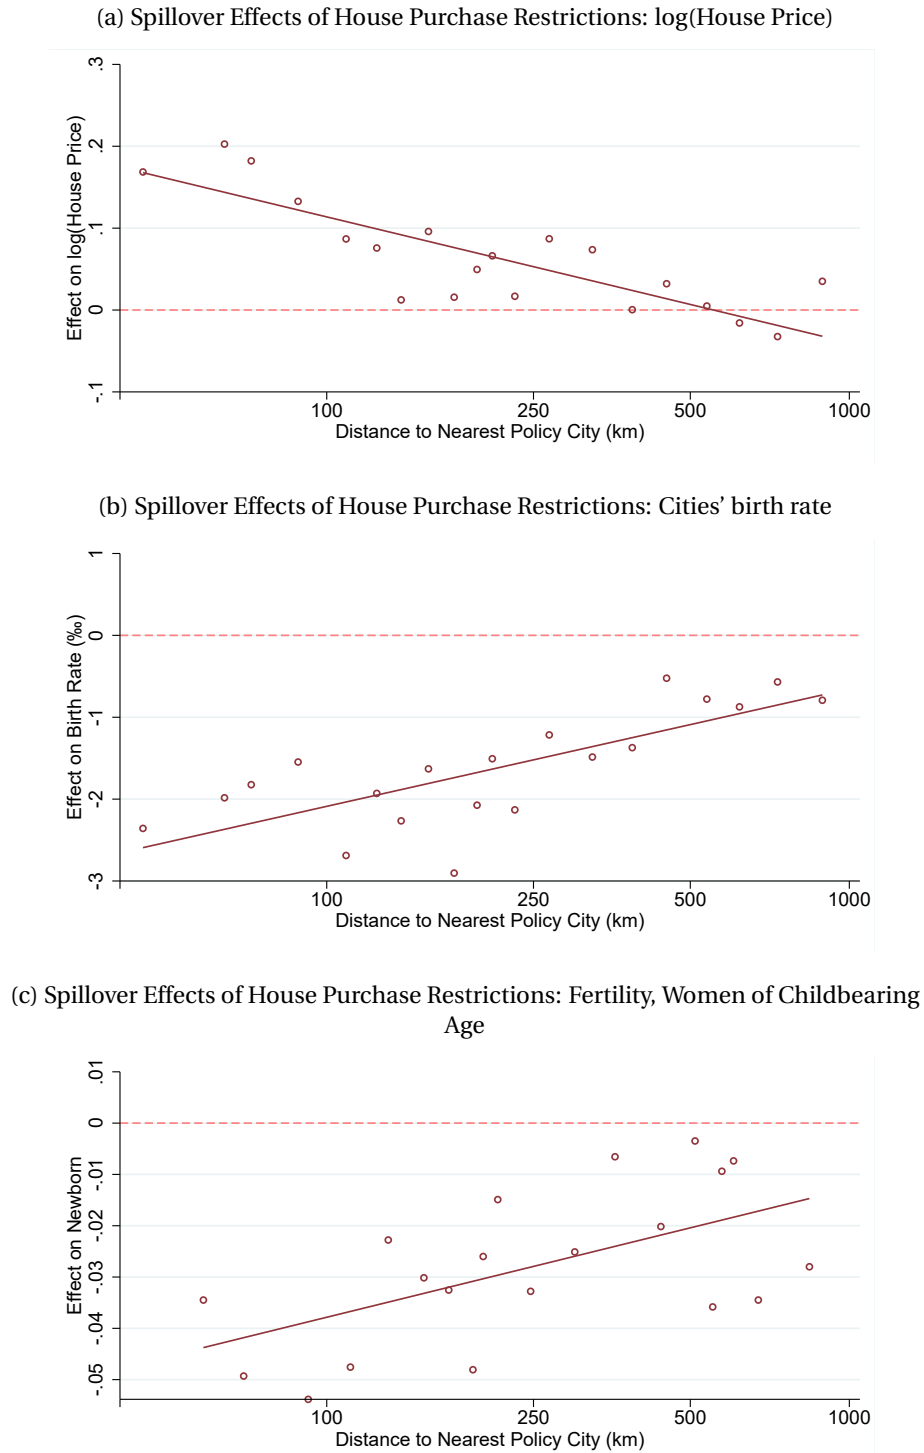 (a) Spillover Effects of House Purchase Restrictions: log(House Price)
.3
.2
.1
0
-.1
Effect on log(House Price)
100 250 500 1000
Distance to Nearest Policy City (km)
(b) Spillover Effects of House Purchase Restrictions: Cities’ birth rate
1
0
-1
-2
-3
Effect on Birth Rate (‰)
100 250 500 1000
Distance to Nearest Policy City (km)
(c) Spillover Effects of House Purchase Restrictions: Fertility, Women of Childbearing
Age
.01
0
-.01
-.02
-.03
-.04
-.05
Effect on Newborn
100 250 500 1000
Distance to Nearest Policy City (km)